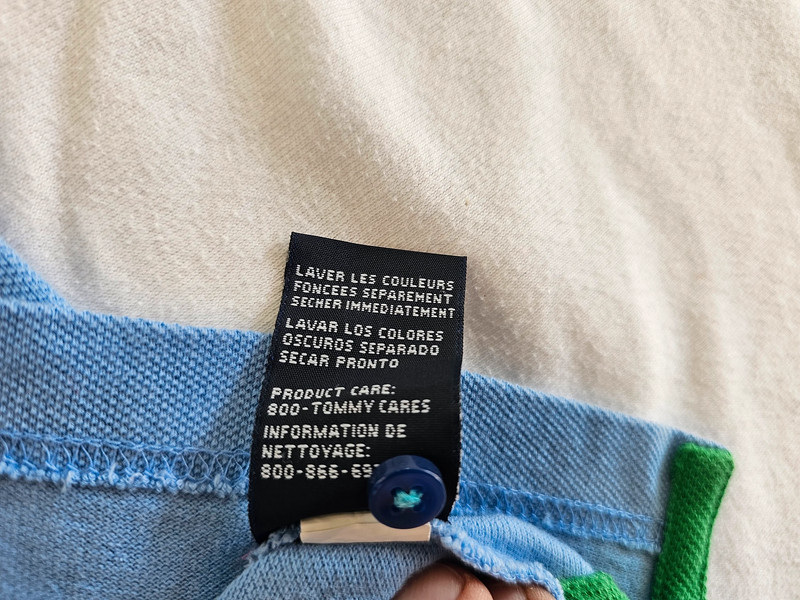 LAVER LES COULEURS
FONCEES SEPAREMENT
SECHER IMMEDIATEMENT
LAVAR LOS COLORES
OSCUROS SEPARADO
SECAR PRONTO
PRODUCT CARE:
800-TOMMY CARES
INFORMATION DE
NETTOYAGE: